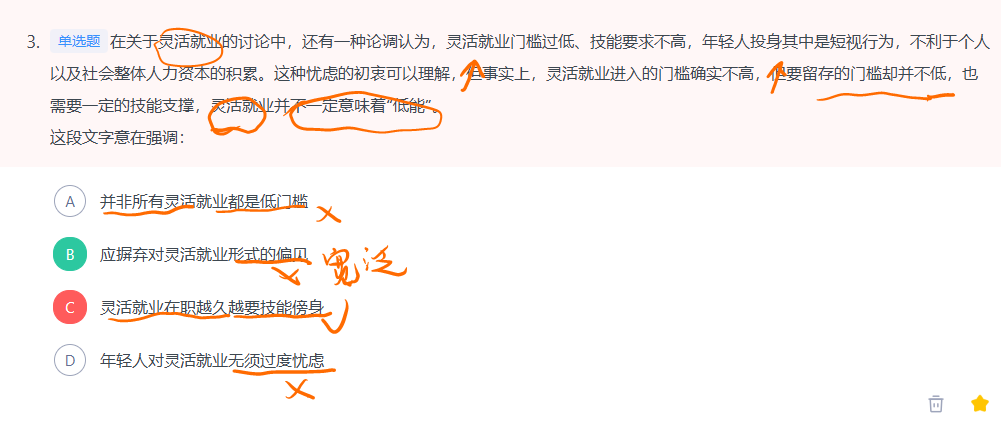 3. 单选题 在关于灵活就业的讨论中，还有一种论调认为，灵活就业门槛过低、技能要求不高，年轻人投身其中是短视行为，不利于个人
以及社会整体人力资本的积累。这种忧虑的初衷可以理解，但事实上，灵活就业进入的门槛确实不高，但要留存的门槛却并不低，也
需要一定的技能支撑，灵活就业并不一定意味着“低能”。
这段文字意在强调：
A 并非所有灵活就业都是低门槛
B 应摒弃对灵活就业形式的偏见
宽泛
C 灵活就业在职越久越要技能傍身
D 年轻人对灵活就业无须过度忧虑